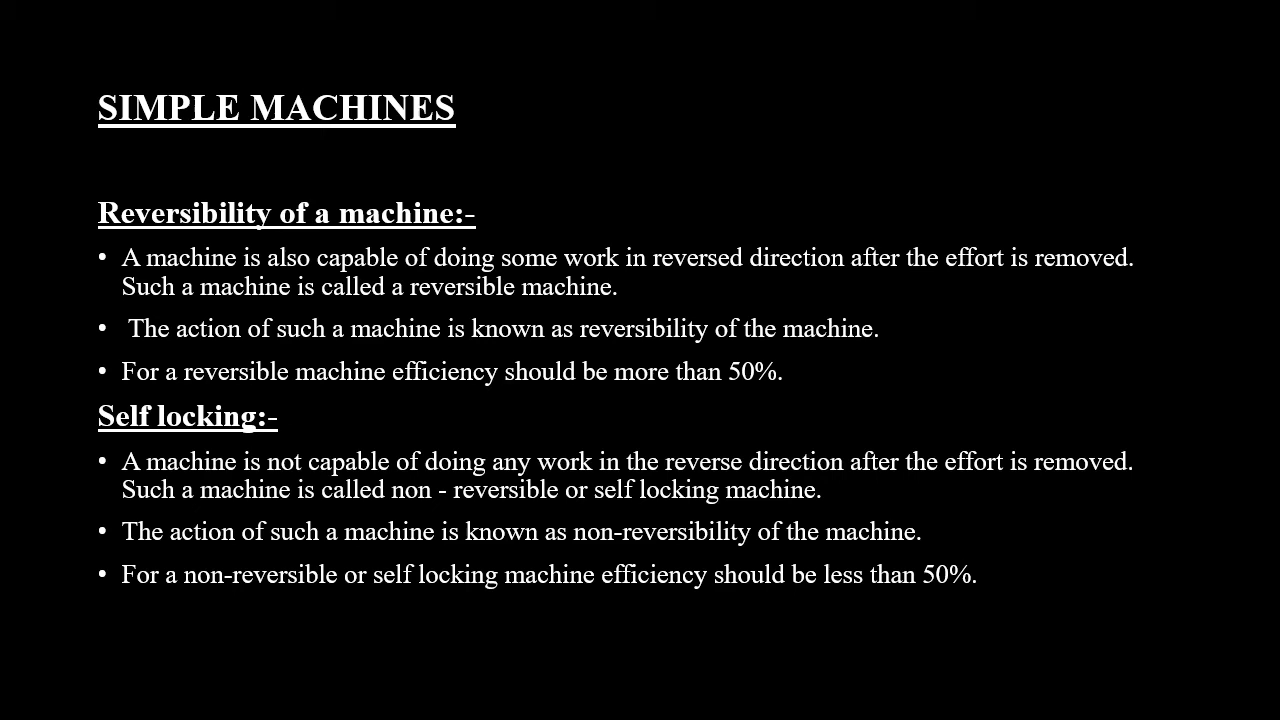 SIMPLE MACHINES
Reversibility of a machine:-
• A machine is also capable of doing some work in reversed direction after the effort is removed.
Such a machine is called a reversible machine.
• The action of such a machine is known as reversibility of the machine.
• For a reversible machine efficiency should be more than 50%.
Self locking:-
• A machine is not capable of doing any work in the reverse direction after the effort is removed.
Such a machine is called non - reversible or self locking machine.
• The action of such a machine is known as non-reversibility of the machine.
• For a non-reversible or self locking machine efficiency should be less than 50%.